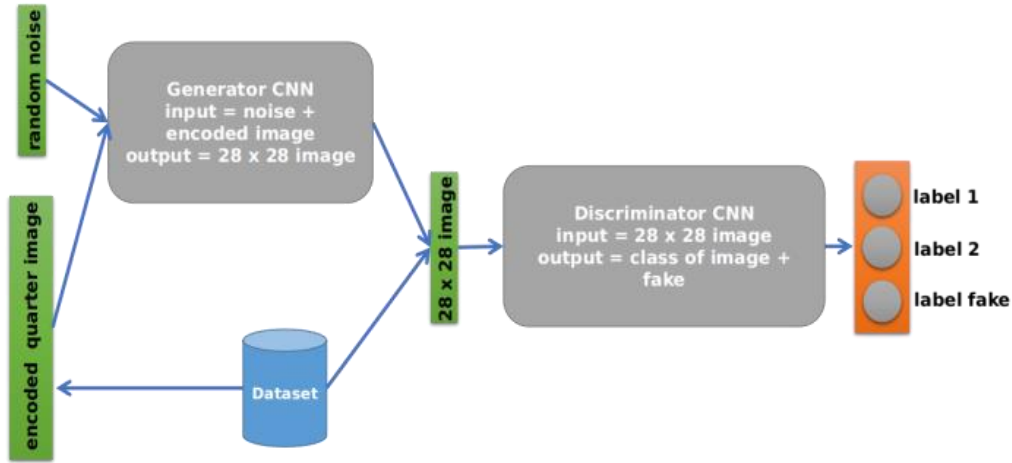 random noise
Generator CNN
input = noise +
encoded image
output = 28 x 28 image
encoded quarter image
Dataset
28 x 28 image
Discriminator CNN
input = 28 x 28 image
output = class of image +
fake
label 1
label 2
label fake